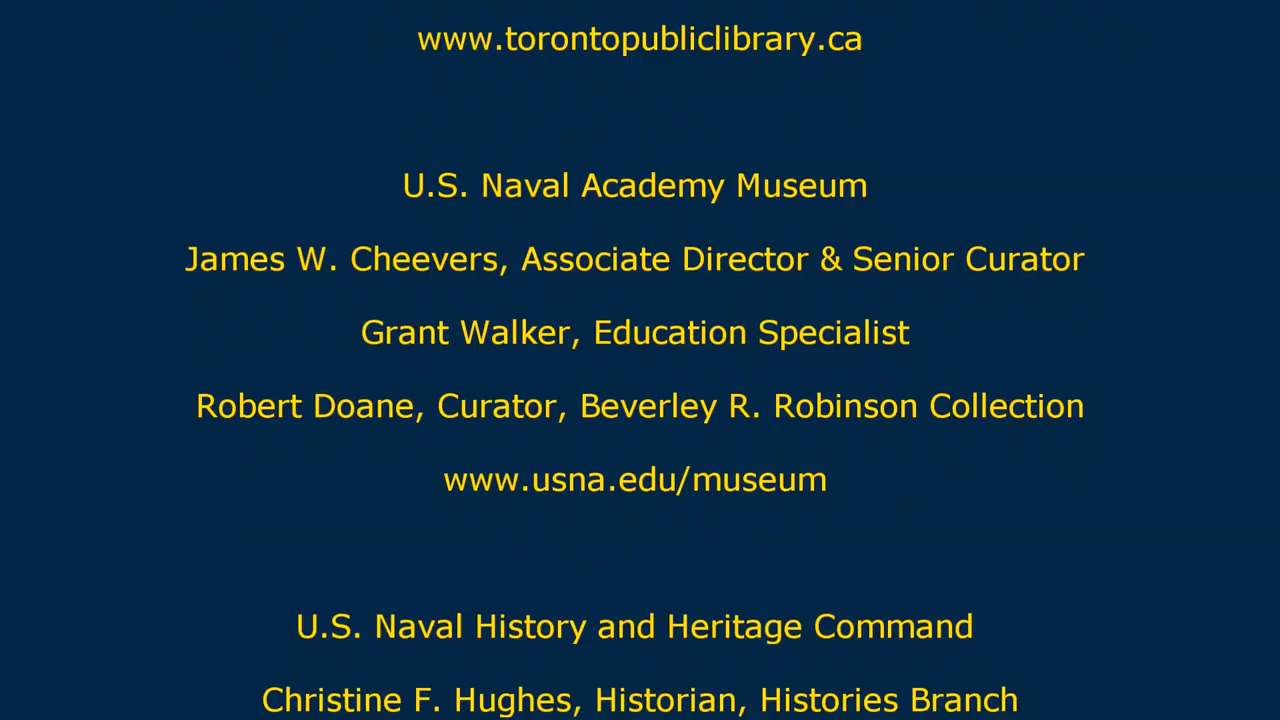 www.torontopubliclibrary.ca
U.S. Naval Academy Museum
James W. Cheevers, Associate Director & Senior Curator
Grant Walker, Education Specialist
Robert Doane, Curator, Beverley R. Robinson Collection
www.usna.edu/museum
U.S. Naval History and Heritage Command
Christine F. Hughes, Historian, Histories Branch